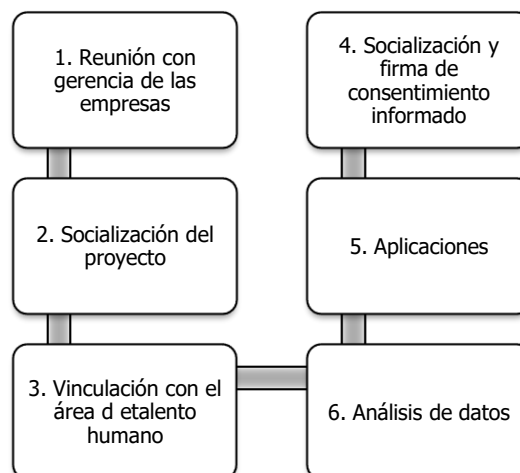 1. Reunión con
gerencia de las
empresas
2. Socialización del
proyecto
3. Vinculación con el
área d etalento
humano
4. Socialización y
firma de
consentimiento
informado
5. Aplicaciones
6. Análisis de datos